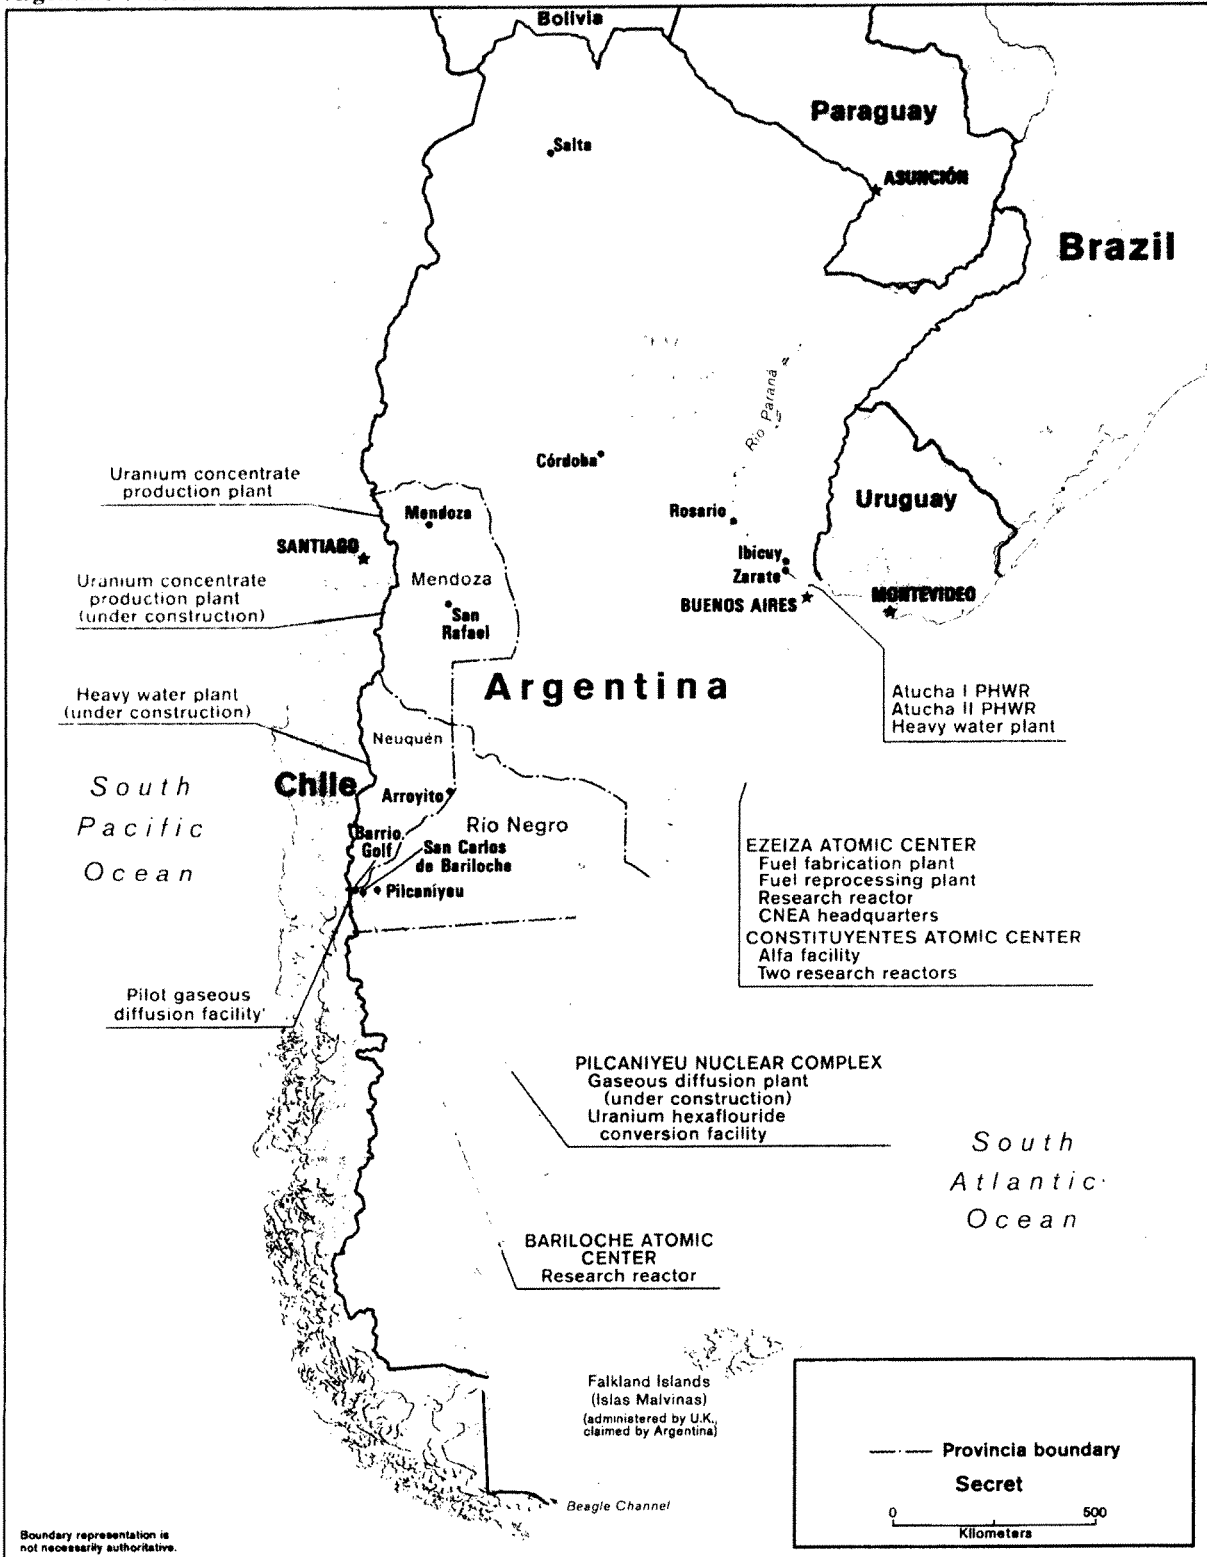 Bolivia
Paraguay
Salta
ASUNCIÓN
Brazil
Río Paraná
Córdoba
Uranium concentrate
production plant
Mendoza
Rosario
Uruguay
SANTIAGO
Ibicuy
Zarate
Uranium concentrate
production plant
(under construction)
Mendoza
BUENOS AIRES
MONTEVIDEO
San
Rafael
Argentina
Heavy water plant
(under construction)
Atucha I PHWR
Atucha II PHWR
Heavy water plant
Neuquén
South
Pacific
Ocean
Chile
Arroyito
Río Negro
Barrio
Golf
San Carlos
de Bariloche
Pilcaniyeu
EZEIZA ATOMIC CENTER
Fuel fabrication plant
Fuel reprocessing plant
Research reactor
CNEA headquarters
CONSTITUYENTES ATOMIC CENTER
Alfa facility
Two research reactors
Pilot gaseous
diffusion facility
PILCANIYEU NUCLEAR COMPLEX
Gaseous diffusion plant
(under construction)
Uranium hexaflouride
conversion facility
South
Atlantic
Ocean
BARILOCHE ATOMIC
CENTER
Research reactor
Falkland Islands
(Islas Malvinas)
(administered by U.K.,
claimed by Argentina)
Provincia boundary
Secret
0 500
Kilometers
Beagle Channel
Boundary representation is
not necessarily authoritative.